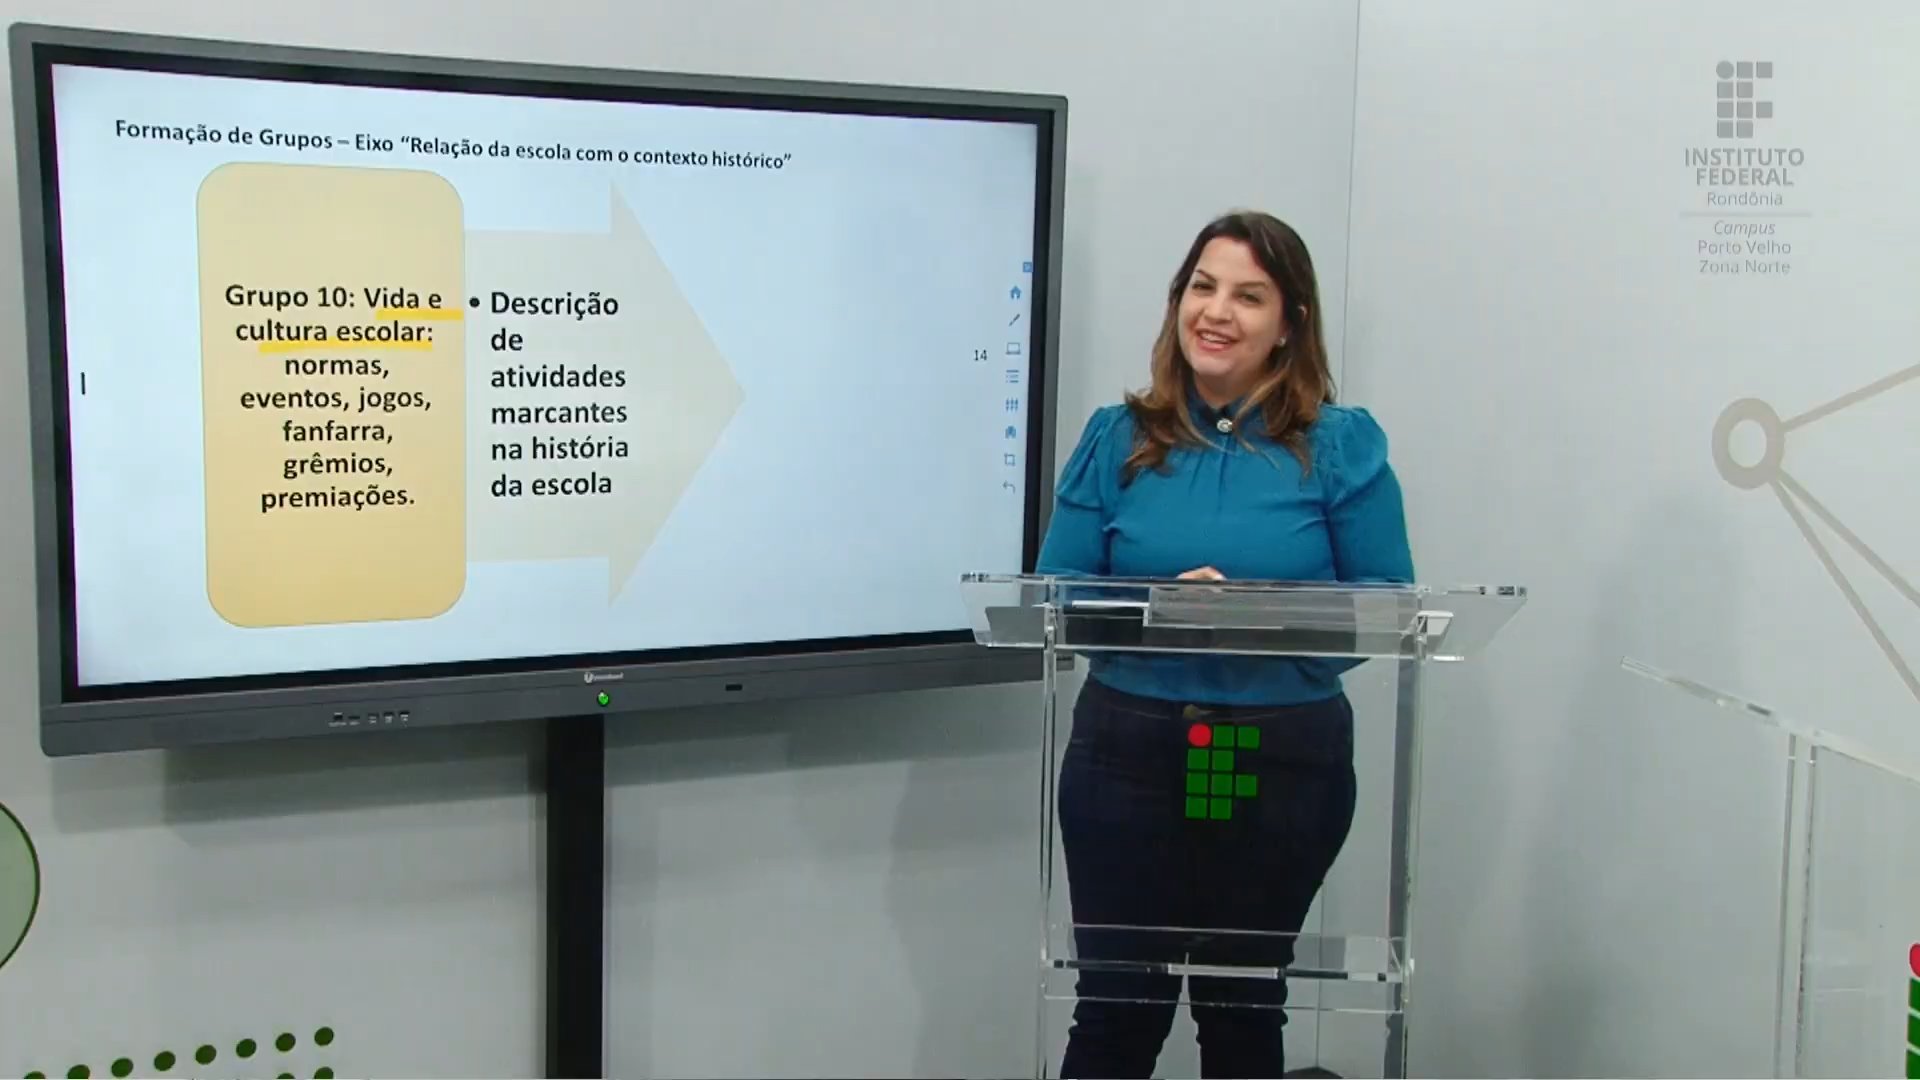 Formação de Grupos – Eixo “Relação da escola com o contexto histórico”
Grupo 10: Vida e
cultura escolar:
normas,
eventos, jogos,
fanfarra,
grêmios,
premiações.
• Descrição
de
atividades
marcantes
na história
da escola
14
INSTITUTO
FEDERAL
Rondônia
Campus
Porto Velho
Zona Norte